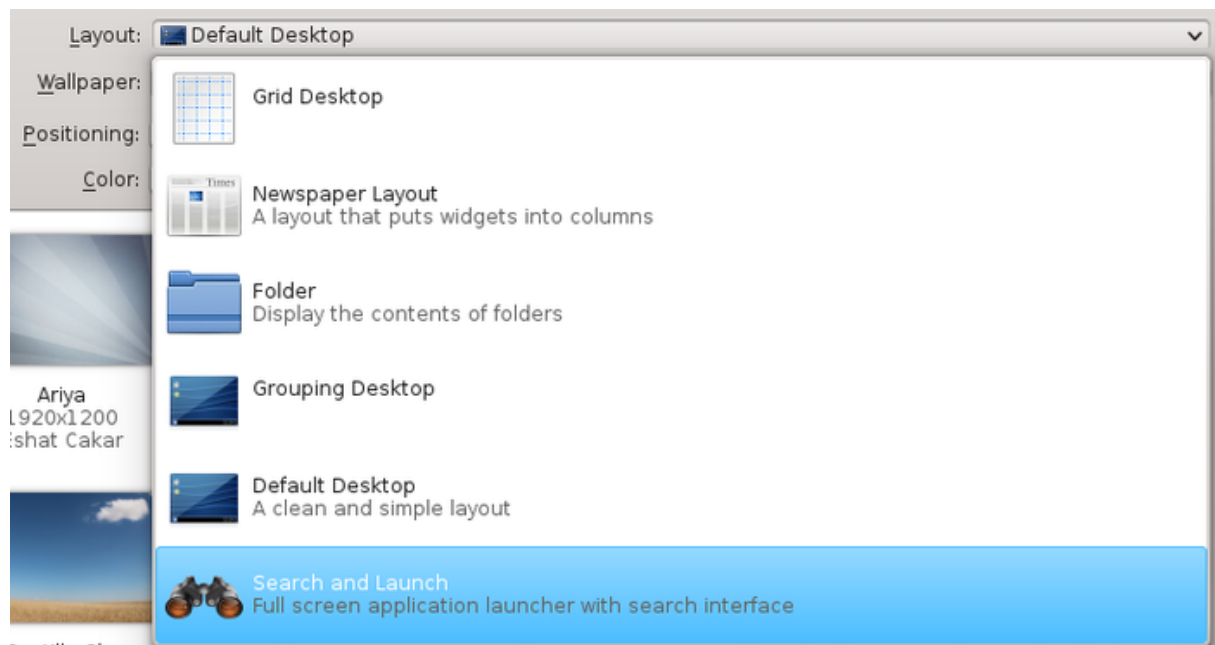 Layout: Default Desktop
Wallpaper:
Positioning:
Color:
Grid Desktop
Times
Newspaper Layout
A layout that puts widgets into columns
Folder
Display the contents of folders
Grouping Desktop
Default Desktop
A clean and simple layout
Search and Launch
Full screen application launcher with search interface
Ariya
1920x1200
Cakar